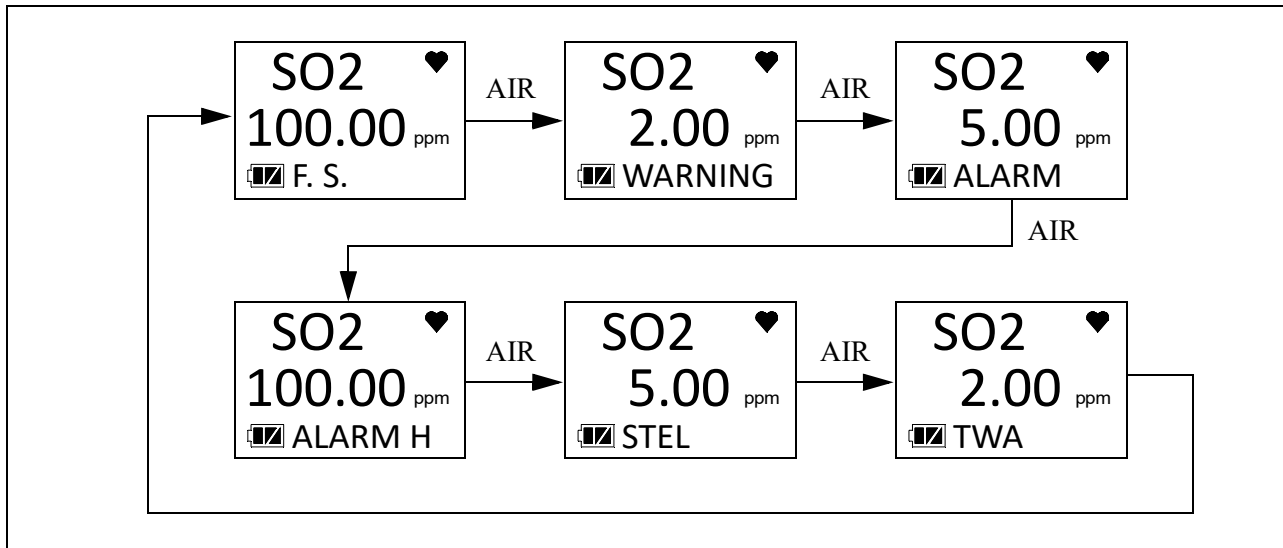 SO2
100.00 ppm
F. S.
AIR
SO2
2.00 ppm
WARNING
AIR
SO2
5.00 ppm
ALARM
AIR
SO2
100.00 ppm
ALARM H
AIR
SO2
5.00 ppm
STEL
AIR
SO2
2.00 ppm
TWA